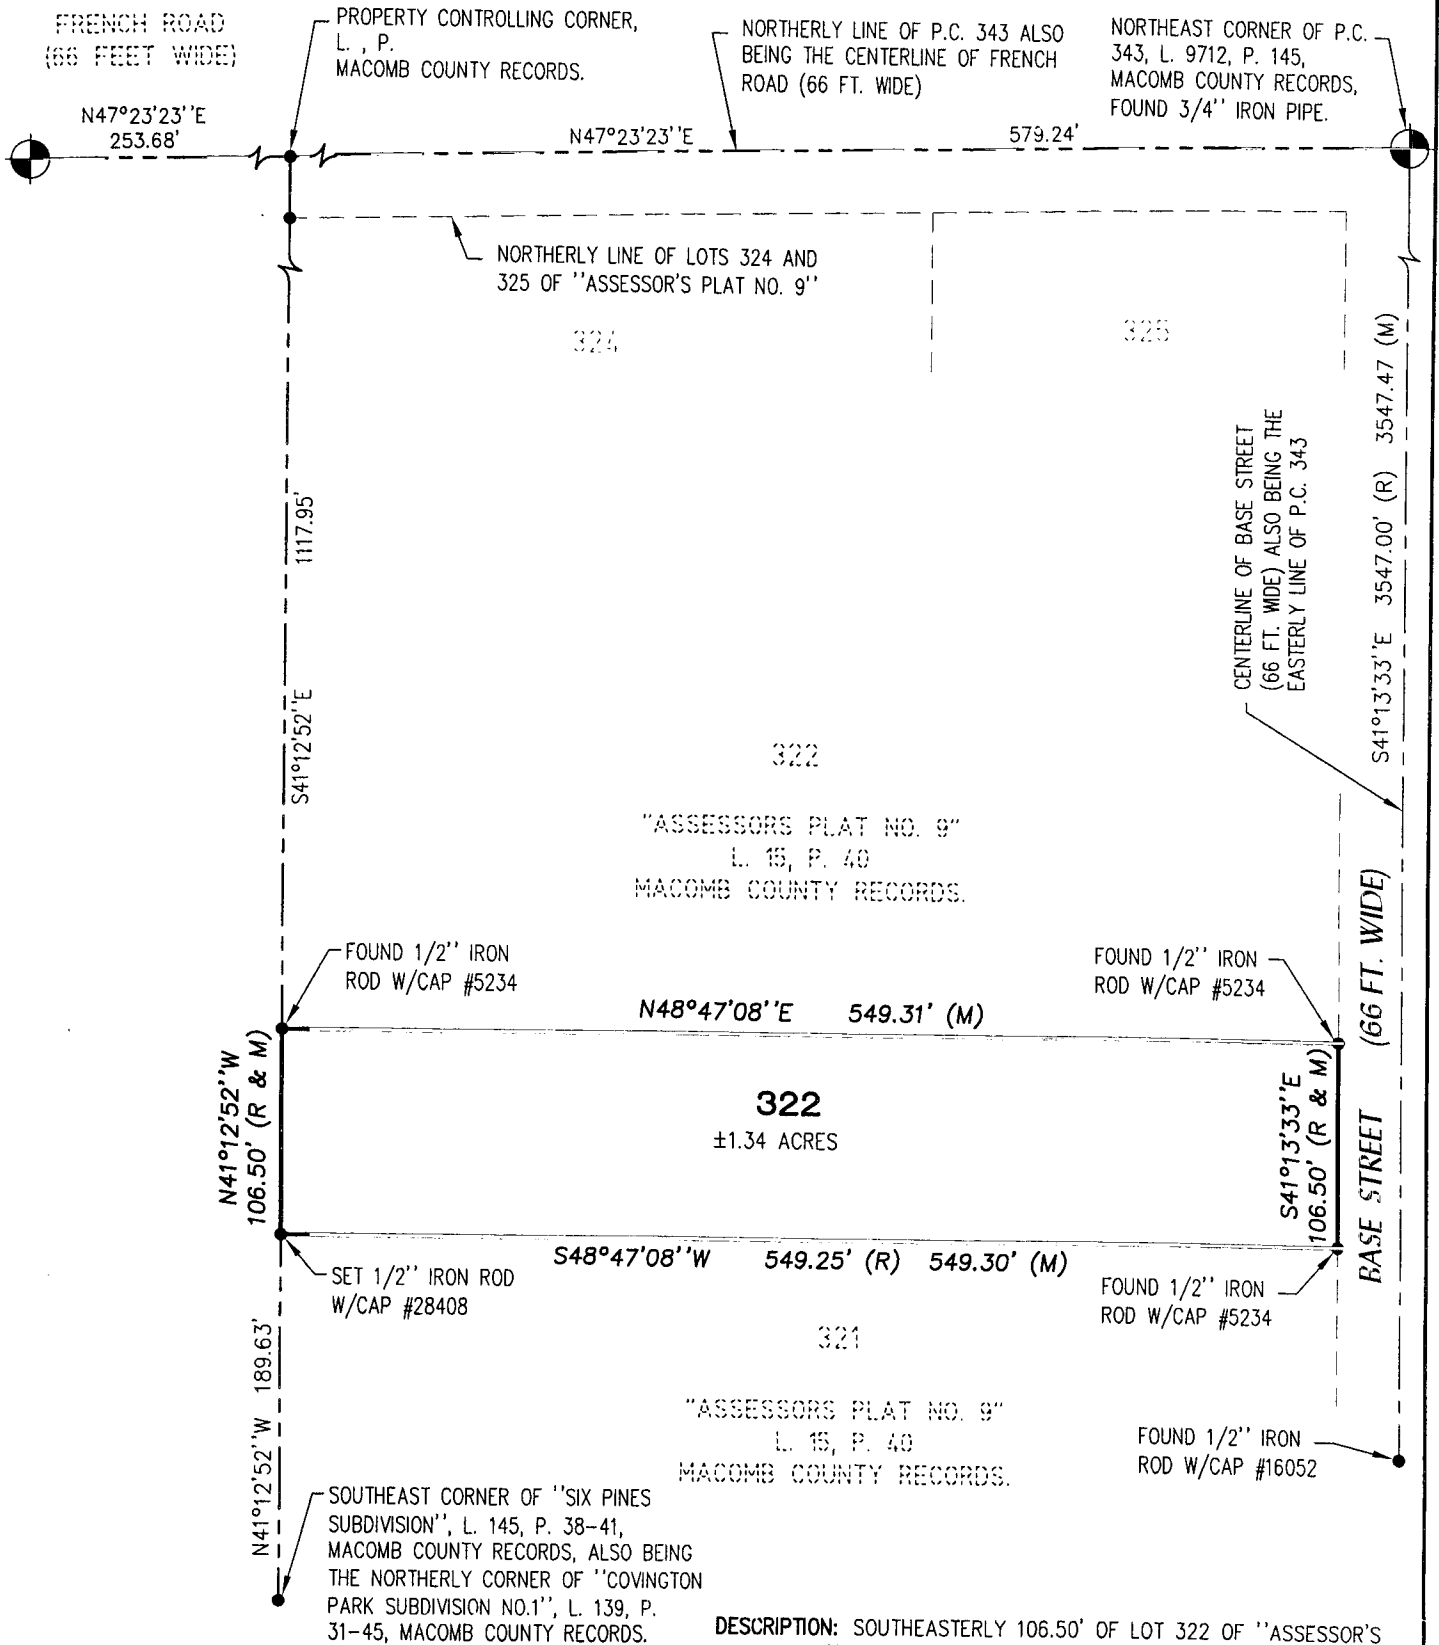 FRENCH ROAD
(66 FEET WIDE)
PROPERTY CONTROLLING CORNER,
L. , P.
MACOMB COUNTY RECORDS.
NORTHERLY LINE OF P.C. 343 ALSO
BEING THE CENTERLINE OF FRENCH
ROAD (66 FT. WIDE)
NORTHEAST CORNER OF P.C.
343, L. 9712, P. 145,
MACOMB COUNTY RECORDS,
FOUND 3/4'' IRON PIPE.
N47°23'23''E
253.68'
N47°23'23''E
579.24'
NORTHERLY LINE OF LOTS 324 AND
325 OF ''ASSESSOR'S PLAT NO. 9''
324
325
1117.95'
S41°12'52''E
CENTERLINE OF BASE STREET
(66 FT. WIDE) ALSO BEING THE
EASTERLY LINE OF P.C. 343
S41°13'33''E 3547.00' (R) 3547.47 (M)
322
"ASSESSORS PLAT NO. 9"
L. 15, P. 40
MACOMB COUNTY RECORDS.
FOUND 1/2'' IRON
ROD W/CAP #5234
FOUND 1/2'' IRON
ROD W/CAP #5234
N48°47'08''E 549.31' (M)
N41°12'52''W
106.50' (R & M)
322
±1.34 ACRES
S41°13'33''E
106.50' (R & M)
BASE STREET (66 FT. WIDE)
S48°47'08''W 549.25' (R) 549.30' (M)
SET 1/2'' IRON ROD
W/CAP #28408
FOUND 1/2'' IRON
ROD W/CAP #5234
N41°12'52''W 189.63'
321
"ASSESSORS PLAT NO. 9"
L. 15, P. 40
MACOMB COUNTY RECORDS.
FOUND 1/2'' IRON
ROD W/CAP #16052
SOUTHEAST CORNER OF ''SIX PINES
SUBDIVISION'', L. 145, P. 38-41,
MACOMB COUNTY RECORDS, ALSO BEING
THE NORTHERLY CORNER OF ''COVINGTON
PARK SUBDIVISION NO.1'', L. 139, P.
31-45, MACOMB COUNTY RECORDS.
DESCRIPTION: SOUTHEASTERLY 106.50' OF LOT 322 OF ''ASSESSOR'S